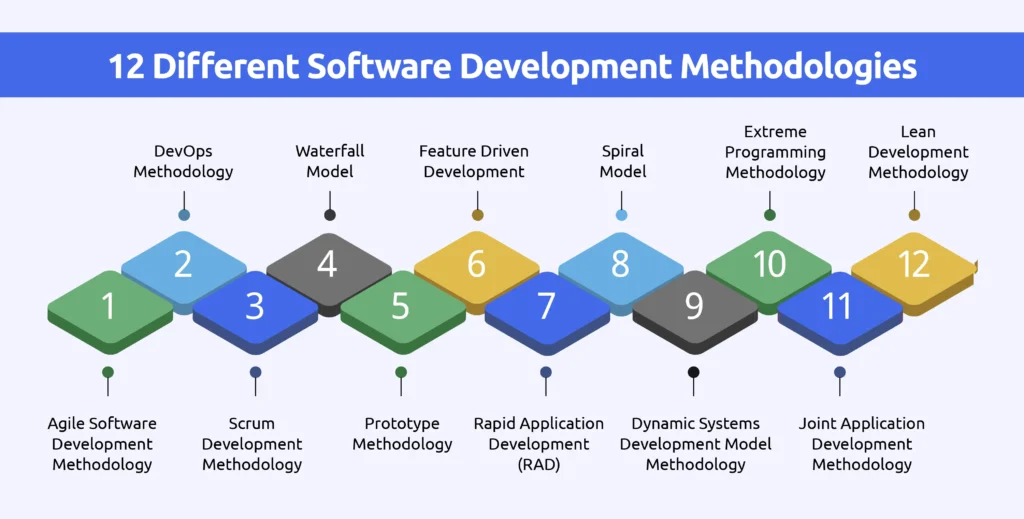 12 Different Software Development Methodologies
1
Agile Software
Development
Methodology
2
DevOps
Methodology
3
Scrum
Development
Methodology
4
Waterfall
Model
5
Prototype
Methodology
6
Feature Driven
Development
7
Rapid Application
Development
(RAD)
8
Spiral
Model
9
Dynamic Systems
Development Model
Methodology
10
Extreme
Programming
Methodology
11
Joint Application
Development
Methodology
12
Lean
Development
Methodology